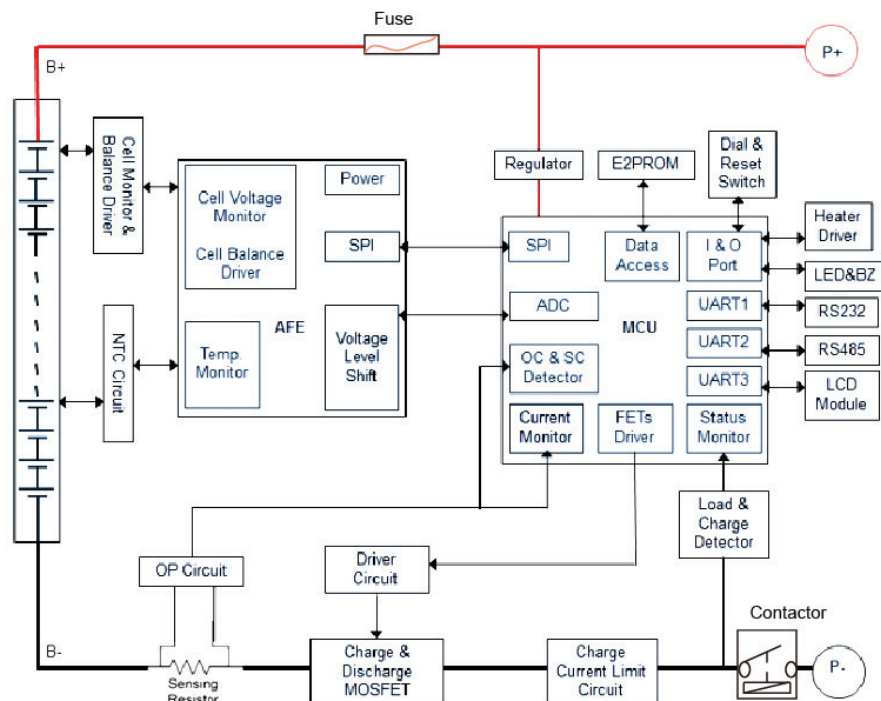 Fuse
B+
P+
Cell Monitor &
Balance Driver
Cell Voltage
Monitor
Cell Balance
Driver
Power
SPI
AFE
Temp.
Monitor
Voltage
Level
Shift
NTC Circuit
Regulator
E2PROM
Dial &
Reset
Switch
SPI
Data
Access
I & O
Port
Heater
Driver
LED&BZ
ADC
MCU
UART1
RS232
UART2
RS485
OC & SC
Detector
UART3
LCD
Module
Current
Monitor
FETs
Driver
Status
Monitor
Load &
Charge
Detector
OP Circuit
Driver
Circuit
Contactor
B-
Sensing
Resistor
Charge &
Discharge
MOSFET
Charge
Current Limit
Circuit
P-